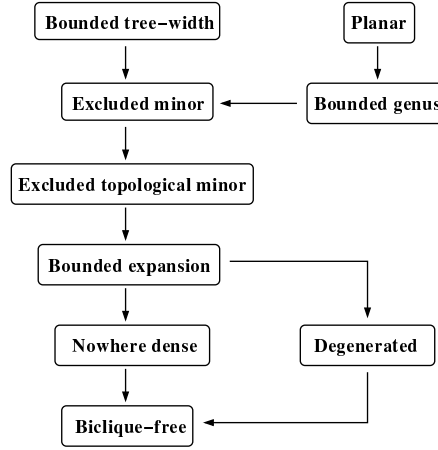 Bounded tree−width
Planar
Excluded minor
Bounded genus
Excluded topological minor
Bounded expansion
Nowhere dense
Degenerated
Biclique−free